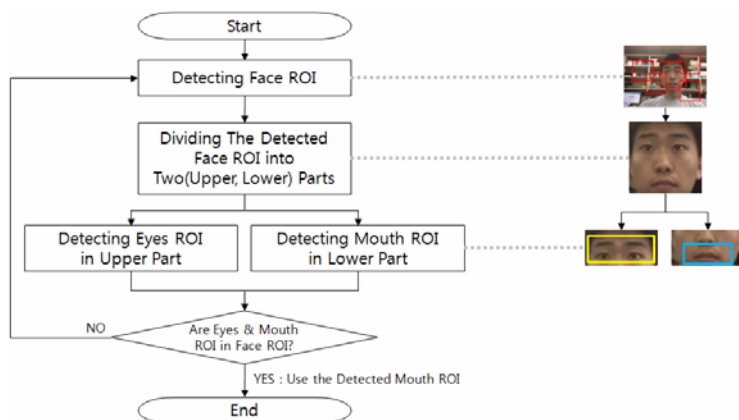 Start
Detecting Face ROI
Dividing The Detected
Face ROI into
Two(Upper, Lower) Parts
Detecting Eyes ROI
in Upper Part
Detecting Mouth ROI
in Lower Part
NO
Are Eyes & Mouth
ROI in Face ROI?
YES : Use the Detected Mouth ROI
End